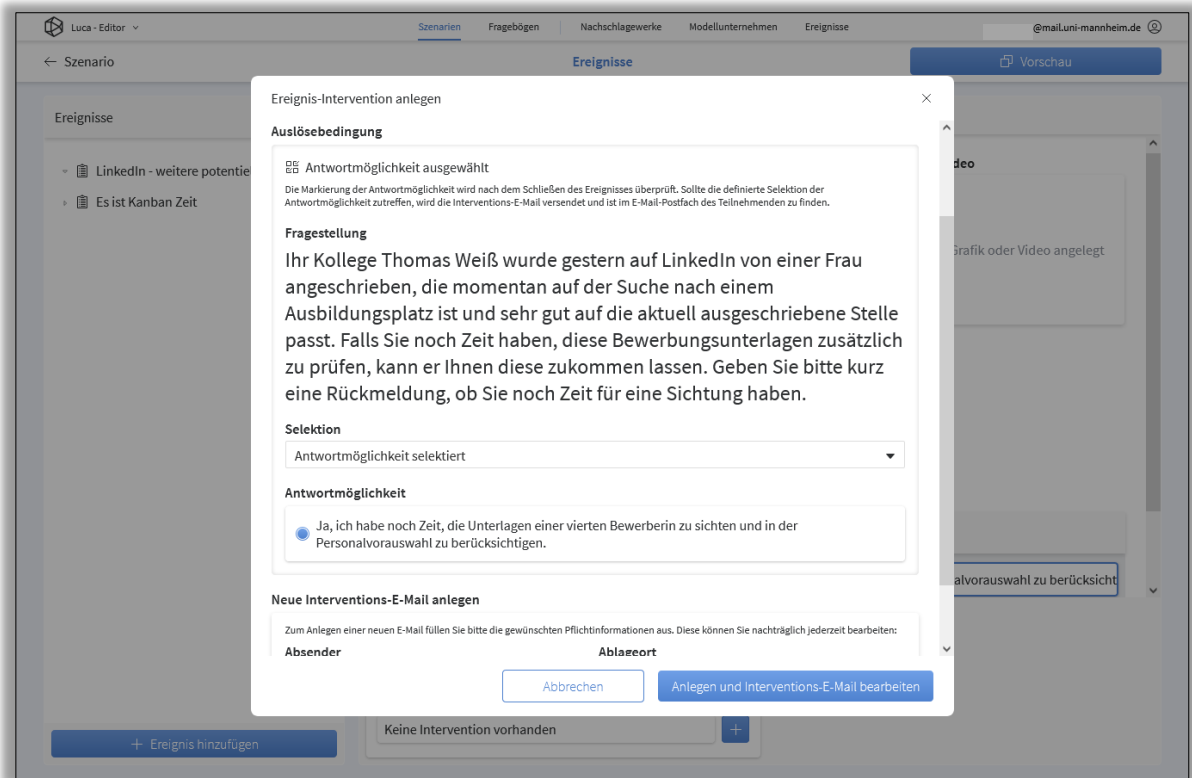 Luca - Editor
Szenarien
Fragebögen
Nachschlagewerke
Modellunternehmen
Ereignisse
@mail.uni-mannheim.de
← Szenario
Ereignisse
Vorschau
Ereignisse
LinkedIn - weitere potentie
Es ist Kanban Zeit
+ Ereignis hinzufügen
Ereignis-Intervention anlegen
Auslösebedingung
Antwortmöglichkeit ausgewählt
Die Markierung der Antwortmöglichkeit wird nach dem Schließen des Ereignisses überprüft. Sollte die definierte Selektion der
Antwortmöglichkeit zutreffen, wird die Interventions-E-Mail versendet und ist im E-Mail-Postfach des Teilnehmenden zu finden.
Fragestellung
Ihr Kollege Thomas Weiß wurde gestern auf LinkedIn von einer Frau
angeschrieben, die momentan auf der Suche nach einem
Ausbildungsplatz ist und sehr gut auf die aktuell ausgeschriebene Stelle
passt. Falls Sie noch Zeit haben, diese Bewerbungsunterlagen zusätzlich
zu prüfen, kann er Ihnen diese zukommen lassen. Geben Sie bitte kurz
eine Rückmeldung, ob Sie noch Zeit für eine Sichtung haben.
Selektion
Antwortmöglichkeit selektiert
Antwortmöglichkeit
Ja, ich habe noch Zeit, die Unterlagen einer vierten Bewerberin zu sichten und in der
Personalvorauswahl zu berücksichtigen.
Neue Interventions-E-Mail anlegen
Zum Anlegen einer neuen E-Mail füllen Sie bitte die gewünschten Pflichtinformationen aus. Diese können Sie nachträglich jederzeit bearbeiten:
Absender
Ablageort
Abbrechen
Anlegen und Interventions-E-Mail bearbeiten
deo
Grafik oder Video angelegt
alvorauswahl zu berücksicht
Keine Intervention vorhanden
+